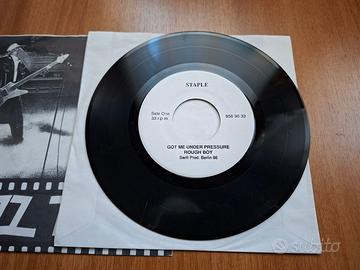 STAPLE
Side One
33 r p m
956 90 33
GOT ME UNDER PRESSURE
ROUGH BOY
Swift Prod. Berlin 86
subito